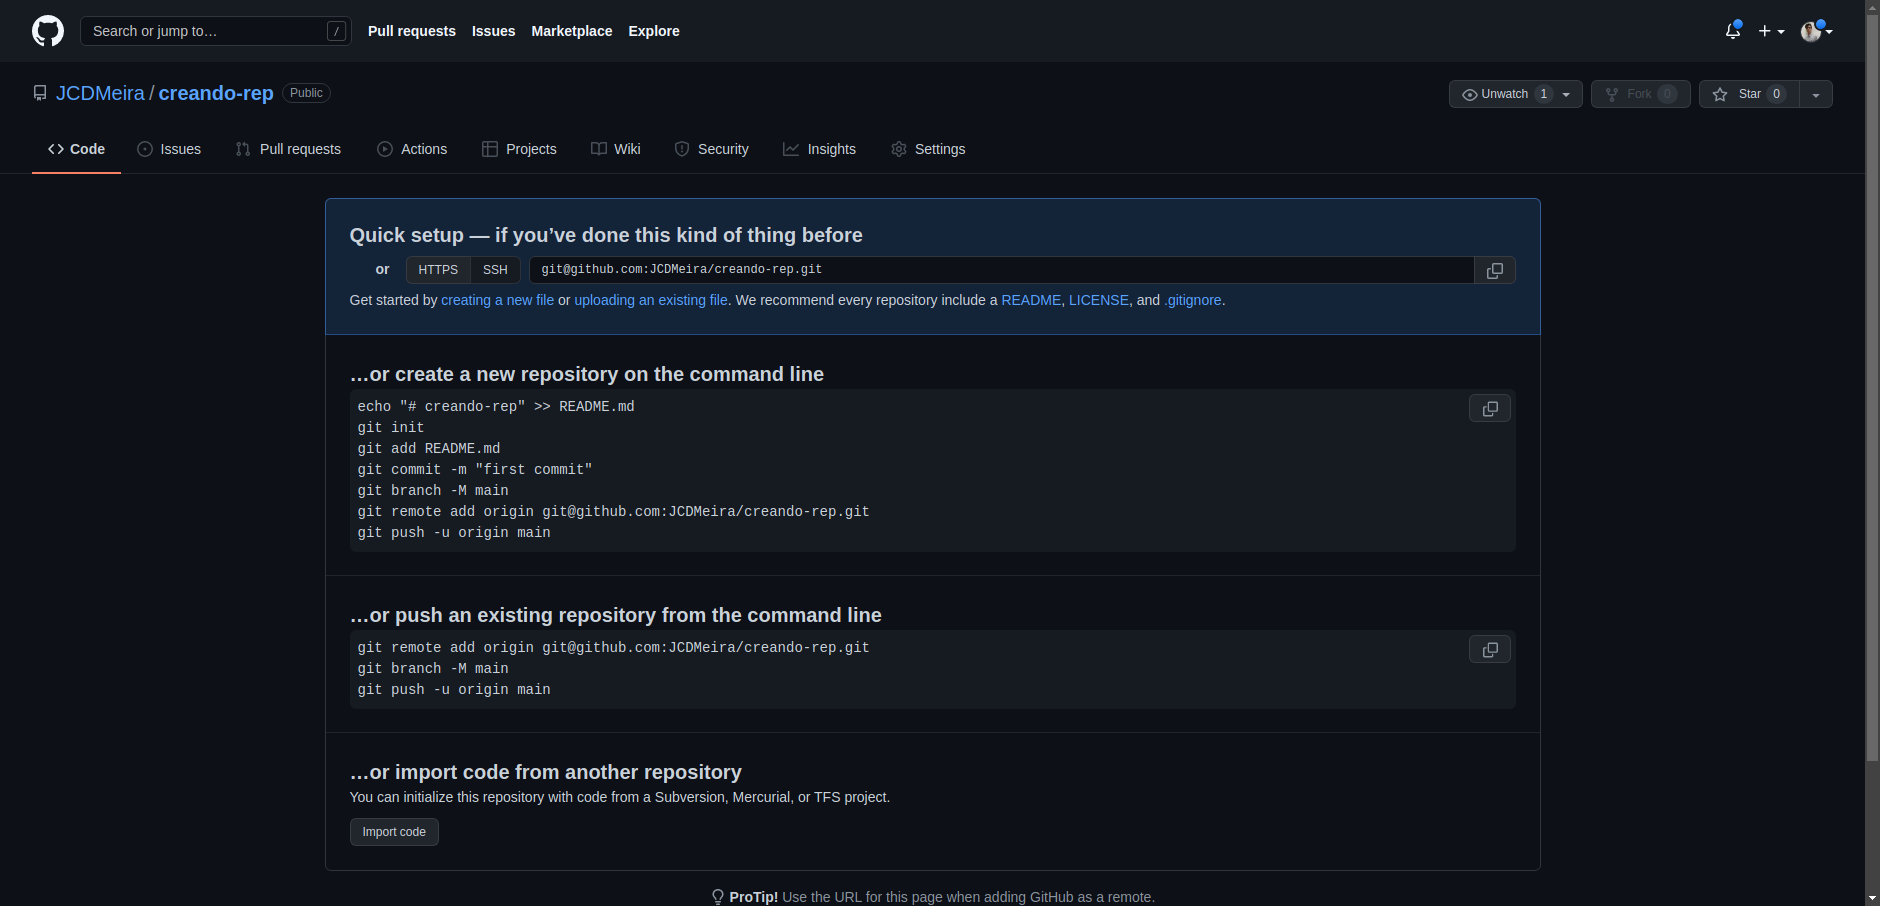 Search or jump to…
/
Pull requests
Issues
Marketplace
Explore
JCDMeira / creando-rep Public
Unwatch 1
Fork 0
Star 0
Code
Issues
Pull requests
Actions
Projects
Wiki
Security
Insights
Settings
Quick setup — if you’ve done this kind of thing before
or HTTPS SSH git@github.com:JCDMeira/creando-rep.git
Get started by creating a new file or uploading an existing file. We recommend every repository include a README, LICENSE, and .gitignore.
…or create a new repository on the command line
echo "# creando-rep" >> README.md
git init
git add README.md
git commit -m "first commit"
git branch -M main
git remote add origin git@github.com:JCDMeira/creando-rep.git
git push -u origin main
…or push an existing repository from the command line
git remote add origin git@github.com:JCDMeira/creando-rep.git
git branch -M main
git push -u origin main
…or import code from another repository
You can initialize this repository with code from a Subversion, Mercurial, or TFS project.
Import code
ProTip! Use the URL for this page when adding GitHub as a remote.